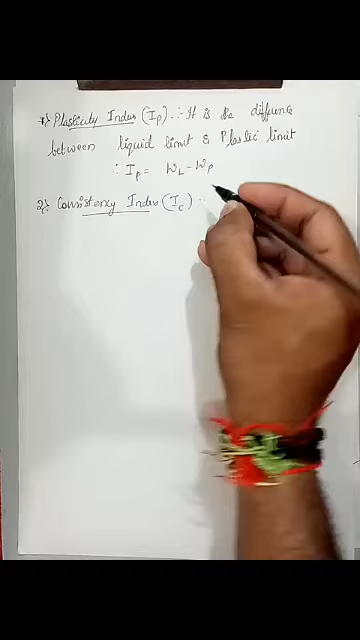 1) Plasticity Index (Ip) :- It is the difference
between liquid limit & Plastic limit
∴ Ip = WL - Wp
2) Consistency Index (Ic) :